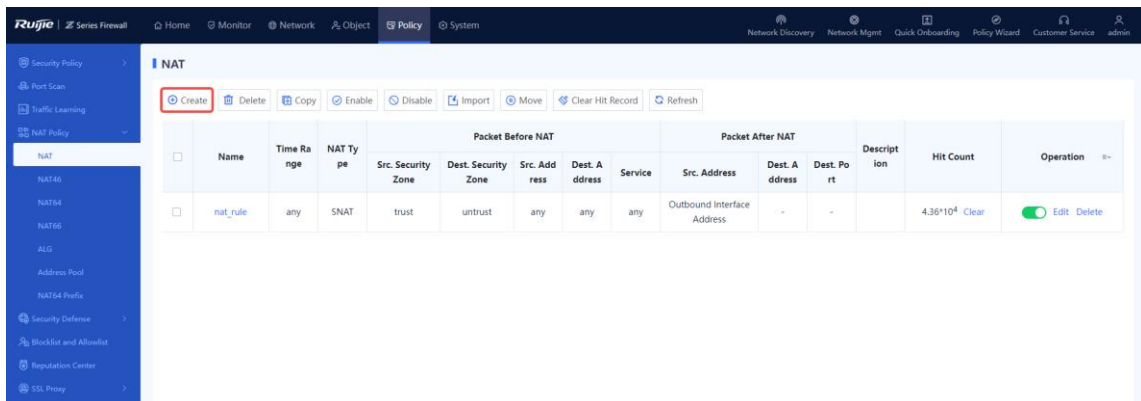 Ruijie | Z Series Firewall
Home Monitor Network Object Policy System
Network Discovery Network Mgmt Quick Onboarding Policy Wizard Customer Service admin
Security Policy
Port Scan
Traffic Learning
NAT Policy
NAT
NAT46
NAT64
NAT66
ALG
Address Pool
NAT64 Prefix
Security Defense
Blocklist and Allowlist
Reputation Center
SSL Proxy
NAT
Create Delete Copy Enable Disable Import Move Clear Hit Record Refresh
Name Time Ra
nge NAT Ty
pe Packet Before NAT Packet After NAT Descript
ion Hit Count Operation
Src. Security
Zone Dest. Security
Zone Src. Add
ress Dest. A
ddress Service Src. Address Dest. A
ddress Dest. Po
rt
nat_rule any SNAT trust untrust any any any Outbound Interface
Address - - 4.36*10⁴ Clear Edit Delete